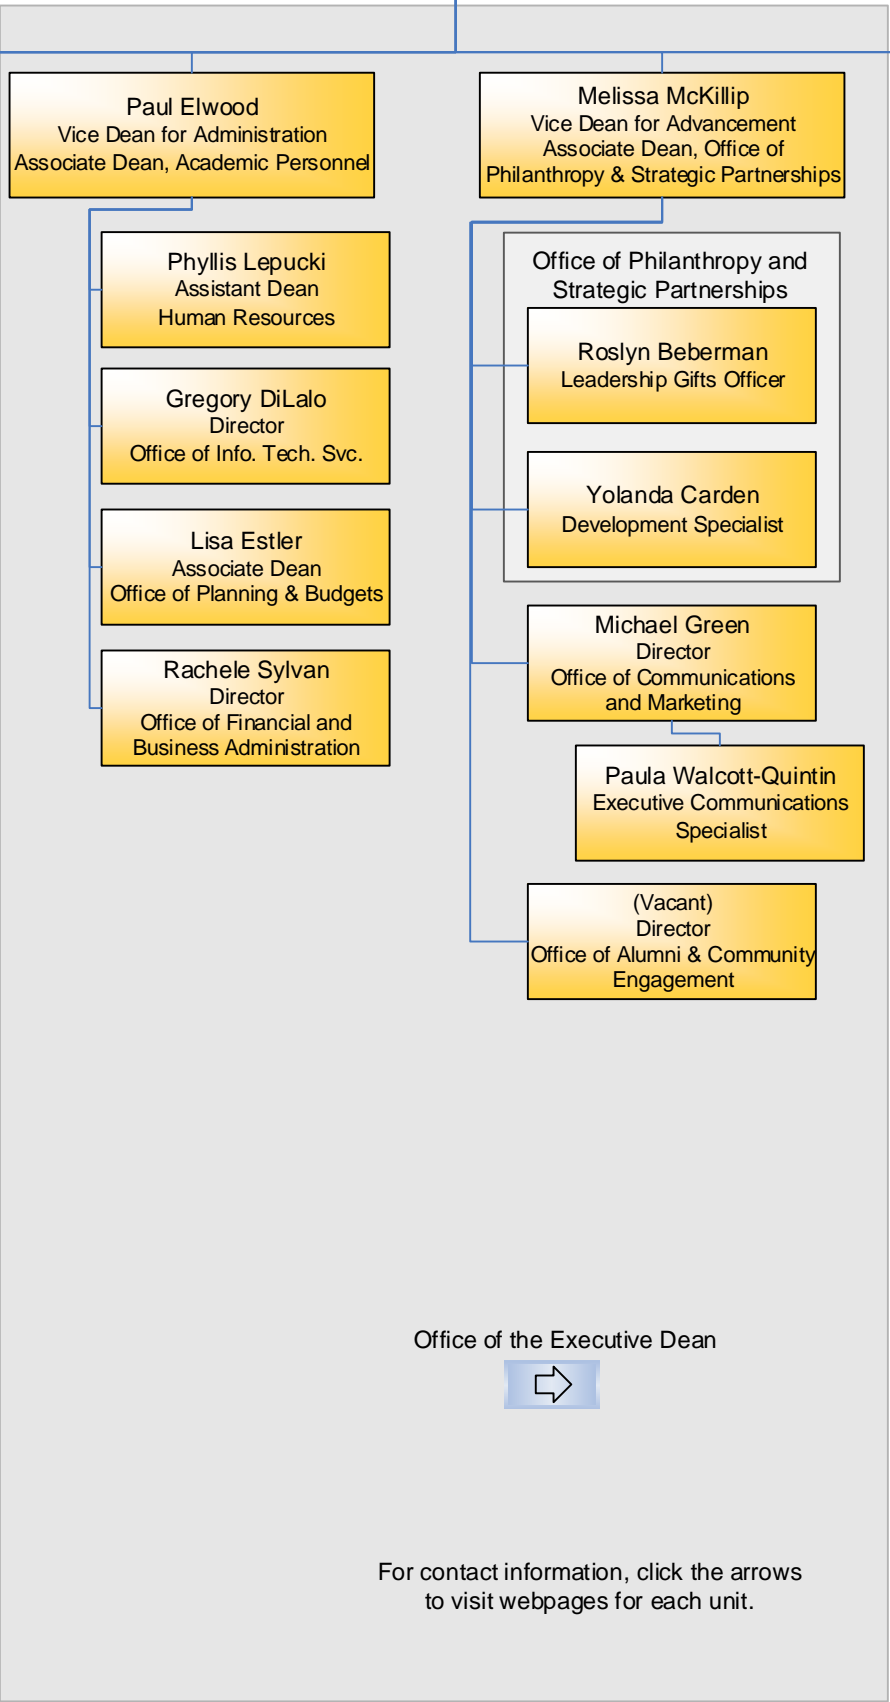 Paul Elwood
Vice Dean for Administration
Associate Dean, Academic Personnel
Phyllis Lepucki
Assistant Dean
Human Resources
Gregory DiLalo
Director
Office of Info. Tech. Svc.
Lisa Estler
Associate Dean
Office of Planning & Budgets
Rachele Sylvan
Director
Office of Financial and
Business Administration
Melissa McKillip
Vice Dean for Advancement
Associate Dean, Office of
Philanthropy & Strategic Partnerships
Office of Philanthropy and
Strategic Partnerships
Roslyn Beberman
Leadership Gifts Officer
Yolanda Carden
Development Specialist
Michael Green
Director
Office of Communications
and Marketing
Paula Walcott-Quintin
Executive Communications
Specialist
(Vacant)
Director
Office of Alumni & Community
Engagement
Office of the Executive Dean
For contact information, click the arrows
to visit webpages for each unit.